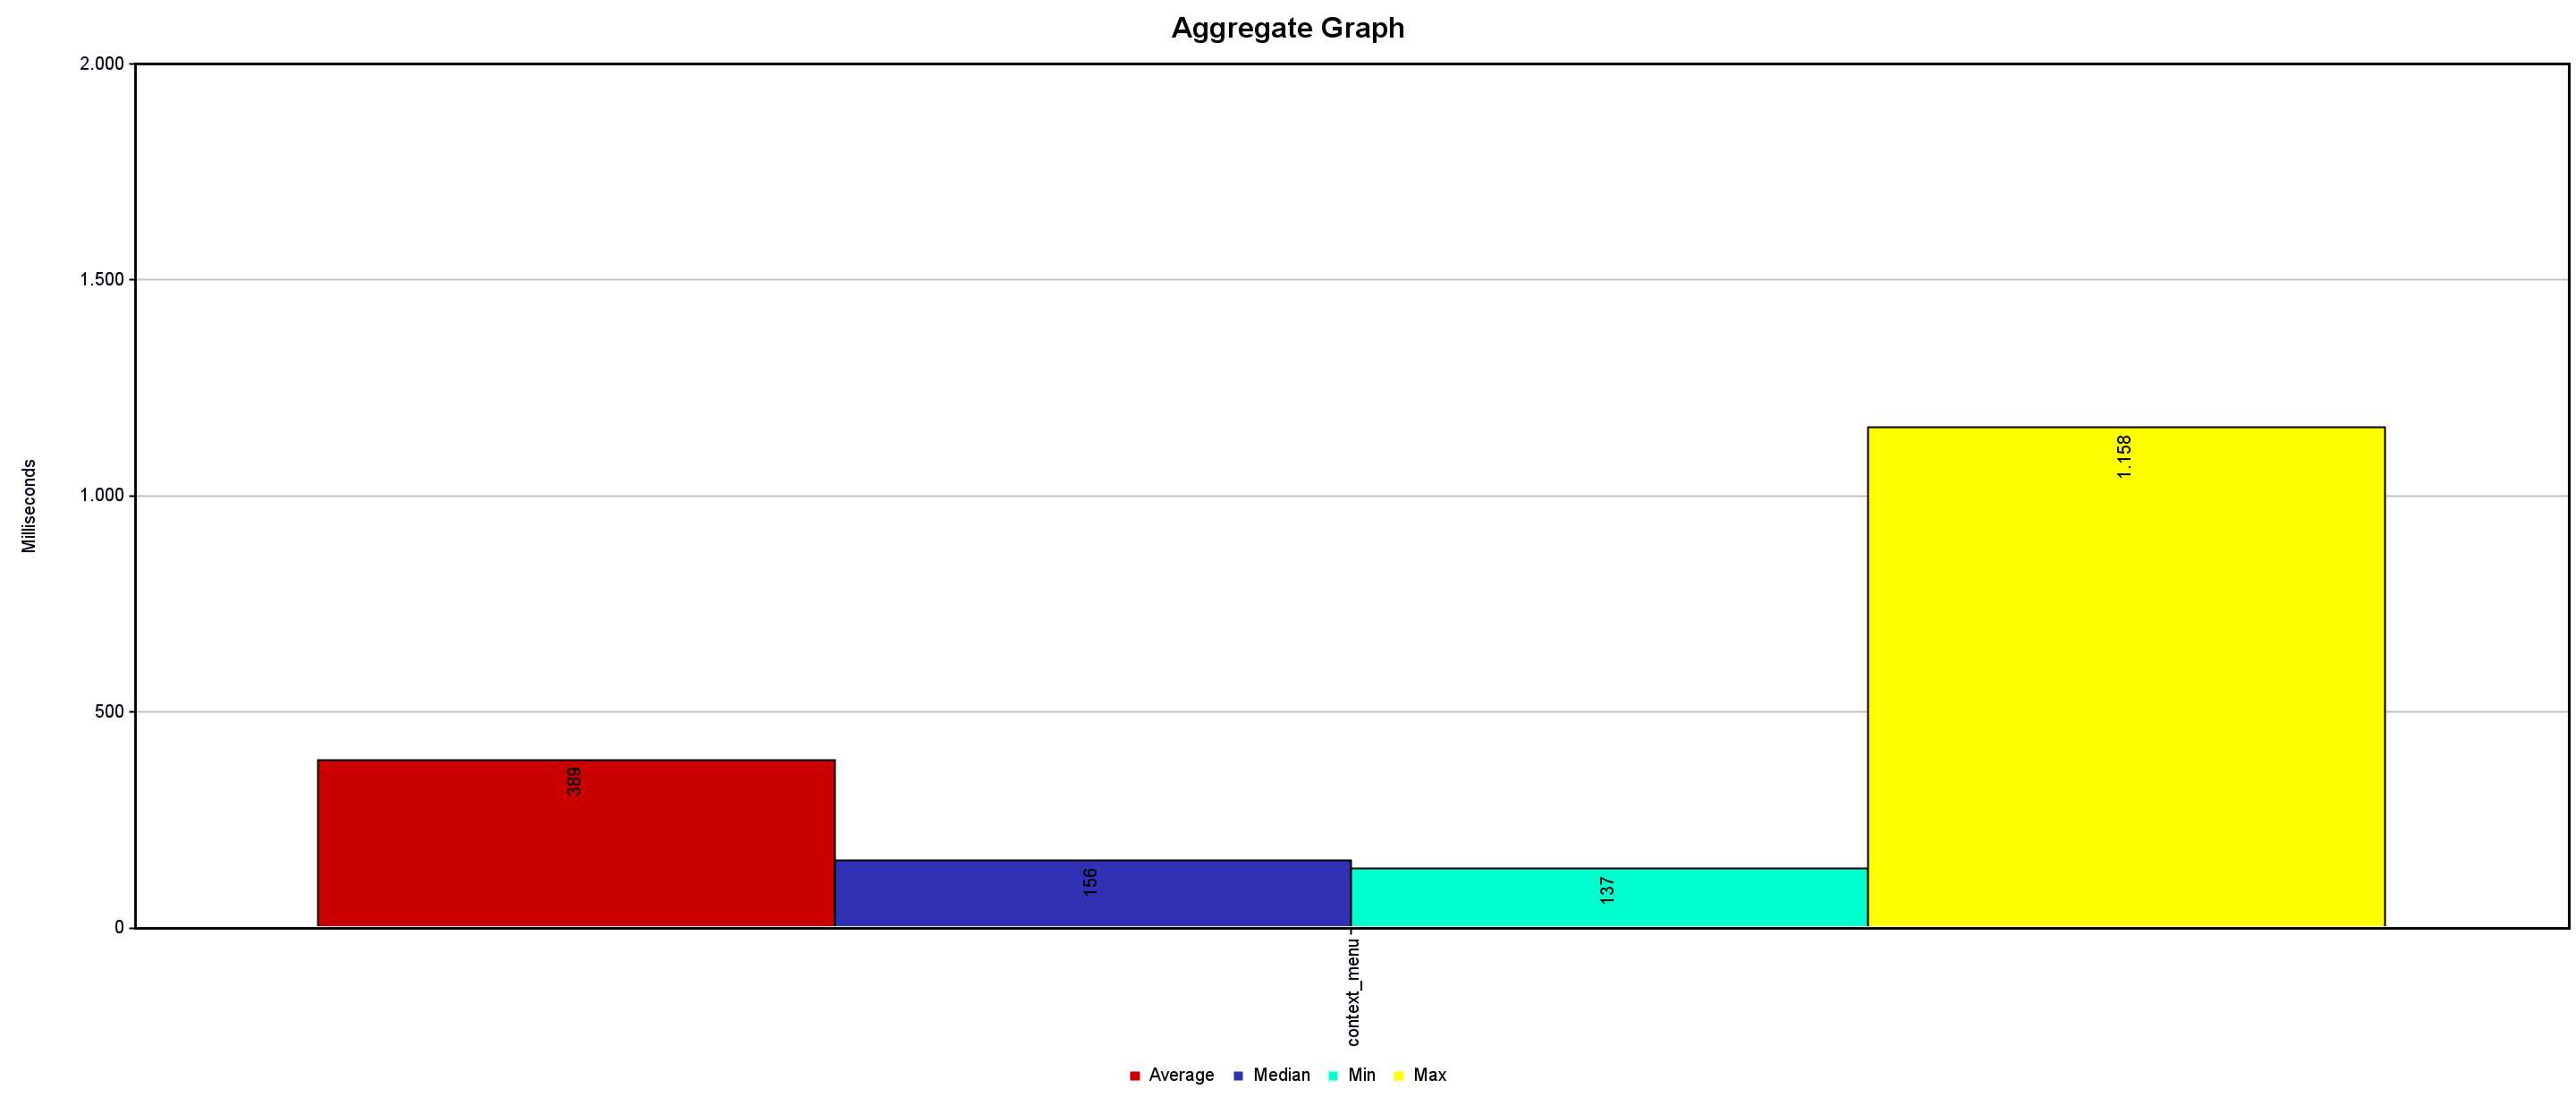 Aggregate Graph
2.000
1.500
1.000
500
0
Milliseconds
389
156
137
1.158
context_menu
Average Median Min Max